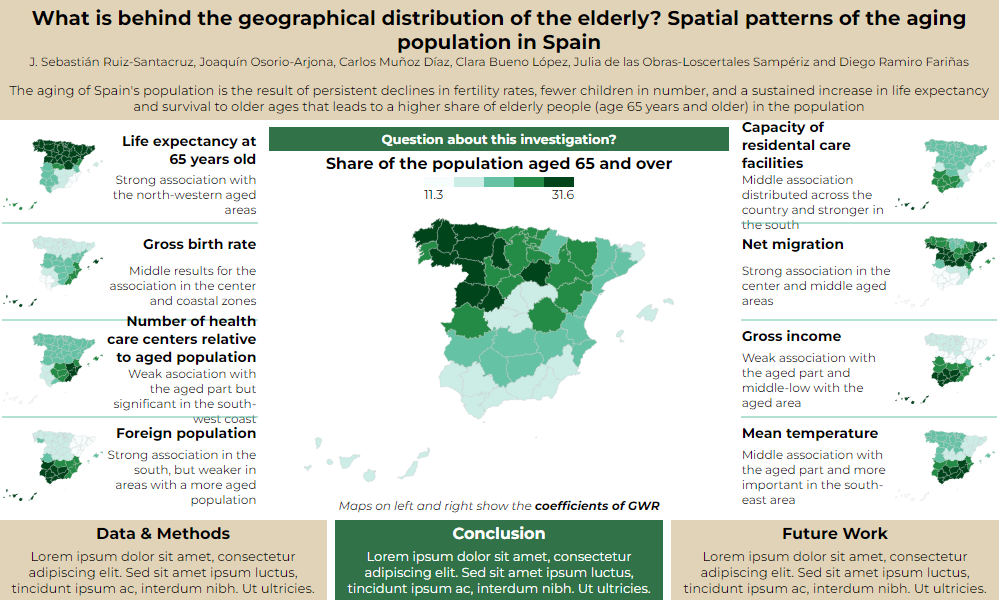 What is behind the geographical distribution of the elderly? Spatial patterns of the aging
population in Spain
J. Sebastián Ruiz-Santacruz, Joaquín Osorio-Arjona, Carlos Muñoz Díaz, Clara Bueno López, Julia de las Obras-Loscertales Sampériz and Diego Ramiro Fariñas
The aging of Spain's population is the result of persistent declines in fertility rates, fewer children in number, and a sustained increase in life expectancy
and survival to older ages that leads to a higher share of elderly people (age 65 years and older) in the population
Life expectancy at
65 years old
Strong association with
the north-western aged
areas
Gross birth rate
Middle results for the
association in the center
and coastal zones
Number of health
care centers relative
to aged population
Weak asociation with
the aged part but
significant in the south-
west coast
Foreign population
Strong association in the
south, but weaker in
areas with a more aged
population
Question about this investigation?
Share of the population aged 65 and over
11.3 31.6
Maps on left and right show the coefficients of GWR
Capacity of
residental care
facilities
Middle association
distributed across the
country and stronger in
the south
Net migration
Strong association in the
center and middle aged
areas
Gross income
Weak association with
the aged part and
middle-low with the
aged area
Mean temperature
Middle association with
the aged part and more
important in the south-
east area
Data & Methods
Lorem ipsum dolor sit amet, consectetur
adipiscing elit. Sed sit amet ipsum luctus,
tincidunt ipsum ac, interdum nibh. Ut ultricies.
Conclusion
Lorem ipsum dolor sit amet, consectetur
adipiscing elit. Sed sit amet ipsum luctus,
tincidunt ipsum ac, interdum nibh. Ut ultricies.
Future Work
Lorem ipsum dolor sit amet, consectetur
adipiscing elit. Sed sit amet ipsum luctus,
tincidunt ipsum ac, interdum nibh. Ut ultricies.